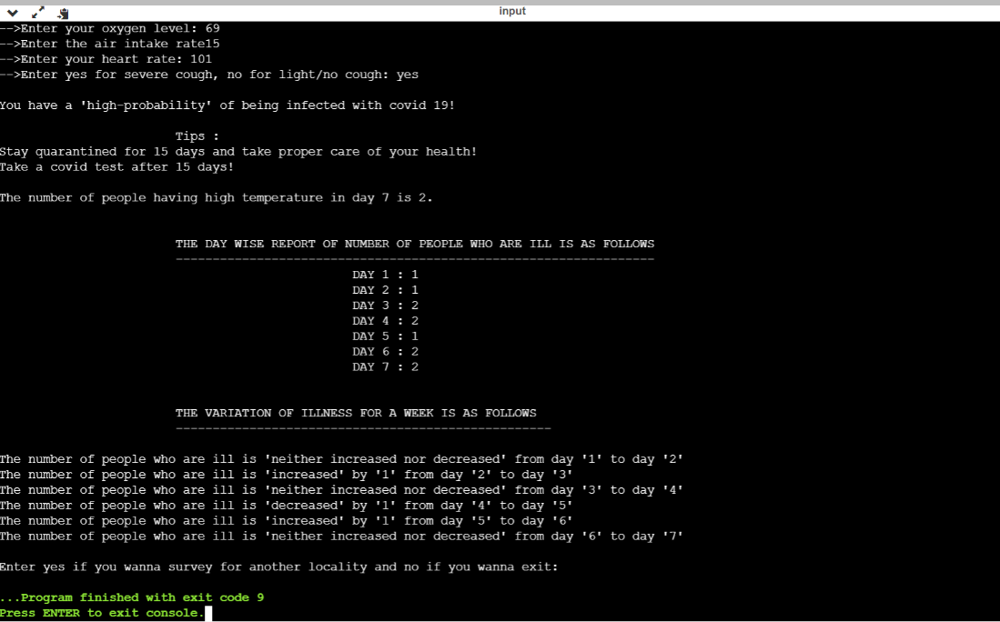 input
-->Enter your oxygen level: 69
-->Enter the air intake rate15
-->Enter your heart rate: 101
-->Enter yes for severe cough, no for light/no cough: yes
You have a 'high-probability' of being infected with covid 19!
Tips :
Stay quarantined for 15 days and take proper care of your health!
Take a covid test after 15 days!
The number of people having high temperature in day 7 is 2.
THE DAY WISE REPORT OF NUMBER OF PEOPLE WHO ARE ILL IS AS FOLLOWS
-----------------------------------------------------------------
DAY 1 : 1
DAY 2 : 1
DAY 3 : 2
DAY 4 : 2
DAY 5 : 1
DAY 6 : 2
DAY 7 : 2
THE VARIATION OF ILLNESS FOR A WEEK IS AS FOLLOWS
---------------------------------------------------
The number of people who are ill is 'neither increased nor decreased' from day '1' to day '2'
The number of people who are ill is 'increased' by '1' from day '2' to day '3'
The number of people who are ill is 'neither increased nor decreased' from day '3' to day '4'
The number of people who are ill is 'decreased' by '1' from day '4' to day '5'
The number of people who are ill is 'increased' by '1' from day '5' to day '6'
The number of people who are ill is 'neither increased nor decreased' from day '6' to day '7'
Enter yes if you wanna survey for another locality and no if you wanna exit:
...Program finished with exit code 9
Press ENTER to exit console.